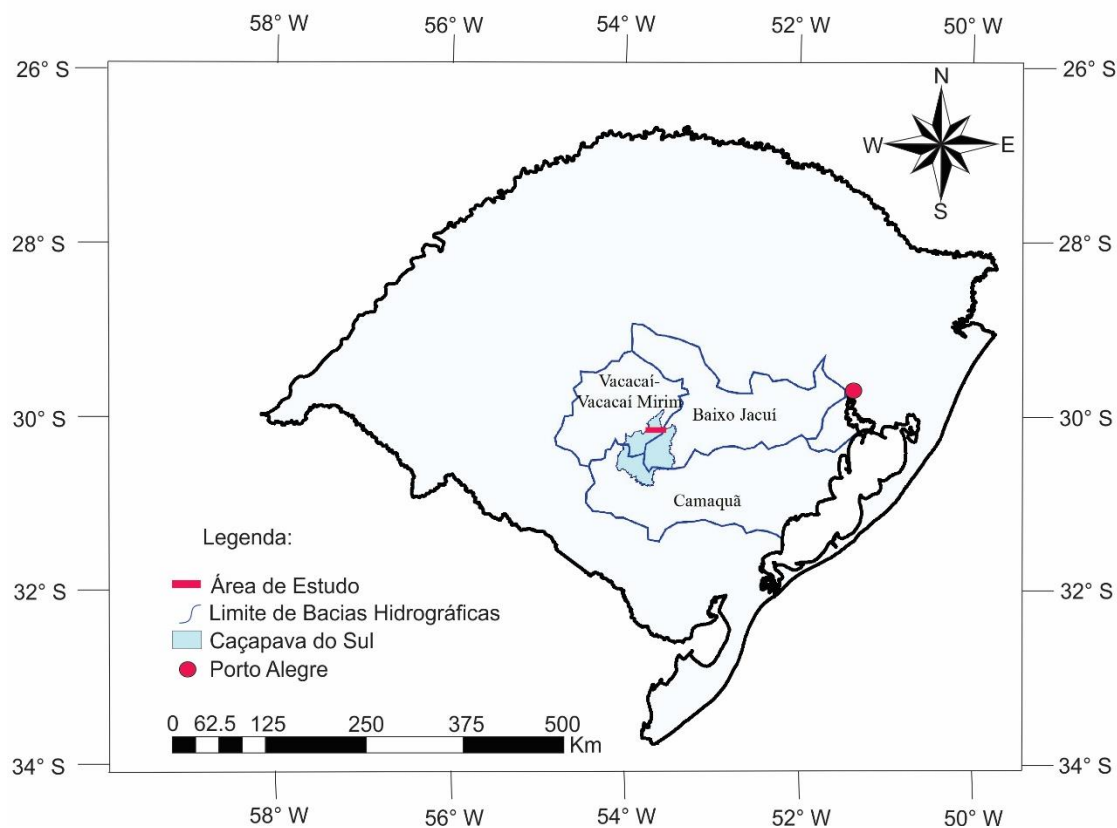 58° W 56° W 54° W 52° W 50° W
26° S 26° S
N
W E
S
28° S 28° S
Vacacaí-
Vacacaí Mirim
30° S 30° S
Baixo Jacuí
Camaquã
Legenda:
Área de Estudo
32° S 32° S
Limite de Bacias Hidrográficas
Caçapava do Sul
Porto Alegre
0 62.5 125 250 375 500
Km
34° S 34° S
58° W 56° W 54° W 52° W 50° W